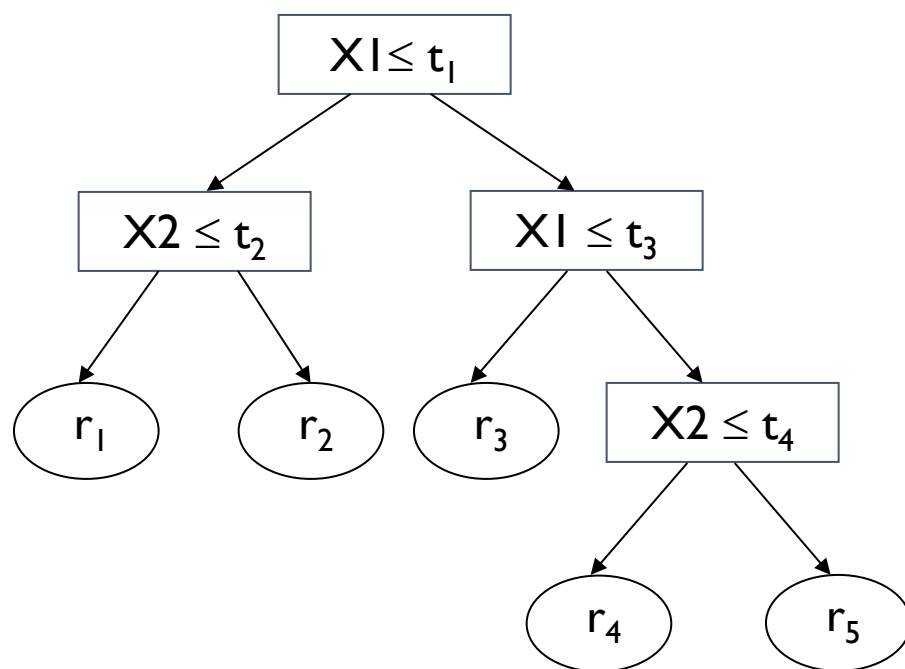 X1 ≤ t₁
X2 ≤ t₂
X1 ≤ t₃
r₁
r₂
r₃
X2 ≤ t₄
r₄
r₅